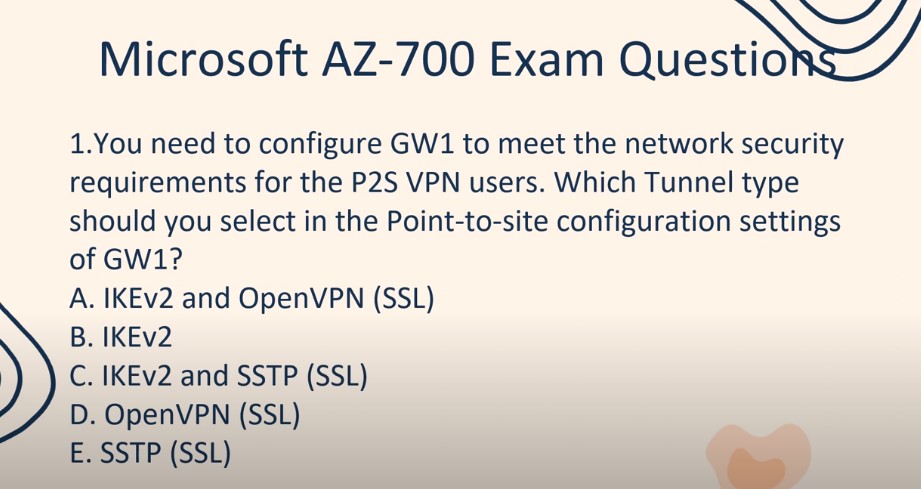 Microsoft AZ-700 Exam Questions
1.You need to configure GW1 to meet the network security
requirements for the P2S VPN users. Which Tunnel type
should you select in the Point-to-site configuration settings
of GW1?
A. IKEv2 and OpenVPN (SSL)
B. IKEv2
C. IKEv2 and SSTP (SSL)
D. OpenVPN (SSL)
E. SSTP (SSL)